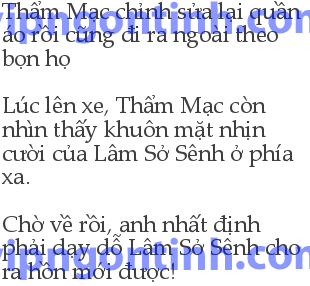 Thẩm Mạc chỉnh sửa lại quần
áo rồi cũng đi ra ngoài theo
bọn họ
Lúc lên xe, Thẩm Mạc còn
nhìn thấy khuôn mặt nhịn
cười của Lâm Sở Sênh ở phía
xa.
Chờ về rồi, anh nhất định
phải dạy dỗ Lâm Sở Sênh cho
ra hồn mới được!